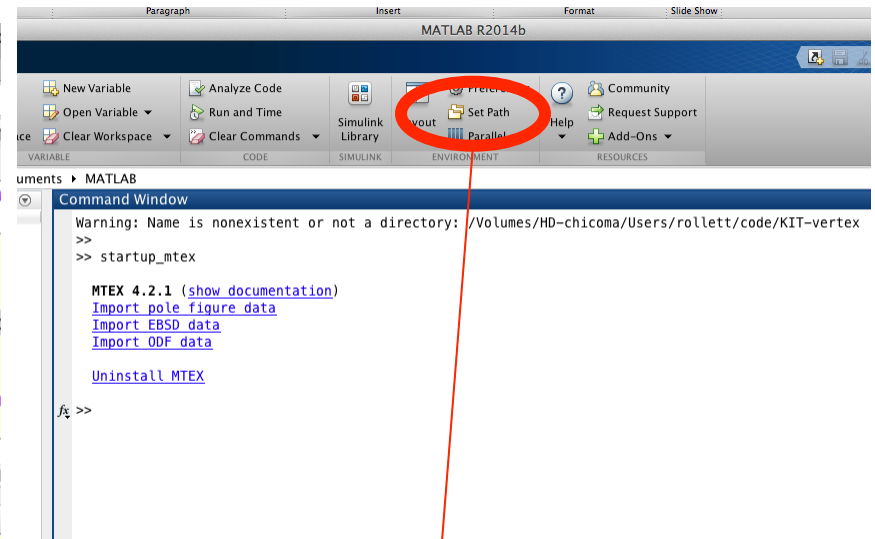 Paragraph Insert Format Slide Show
MATLAB R2014b
New Variable Analyze Code Community
Open Variable Run and Time Set Path Request Support
Clear Workspace Clear Commands Simulink Library Parallel Help Add-Ons
VARIABLE CODE SIMULINK ENVIRONMENT RESOURCES
MATLAB
Command Window
Warning: Name is nonexistent or not a directory: /Volumes/HD-chicoma/Users/rollett/code/KIT-vertex
>>
>> startup_mtex
MTEX 4.2.1 (show documentation)
Import pole figure data
Import EBSD data
Import ODF data
Uninstall MTEX
fx >>